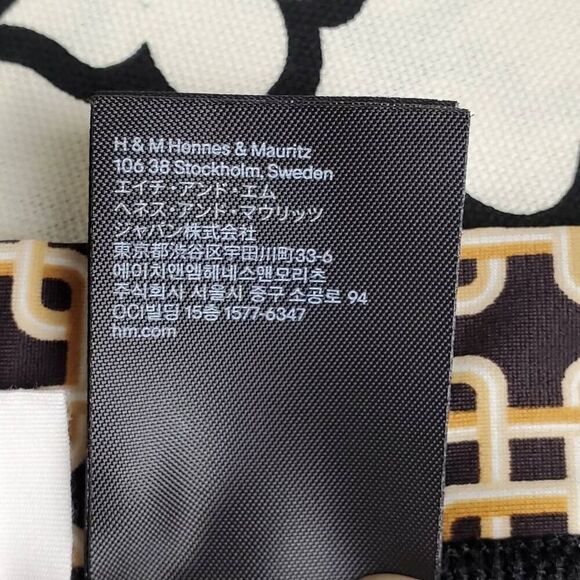 H & M Hennes & Mauritz
106 38 Stockholm, Sweden
エイチ・アンド・エム
ヘネス・アンド・マウリッツ
ジャパン株式会社
東京都渋谷区宇田川町33-6
에이치앤엠헤네스앤모리츠
주식회사 서울시 중구 소공로 94
OCI빌딩 15층 1577-6347
hm.com